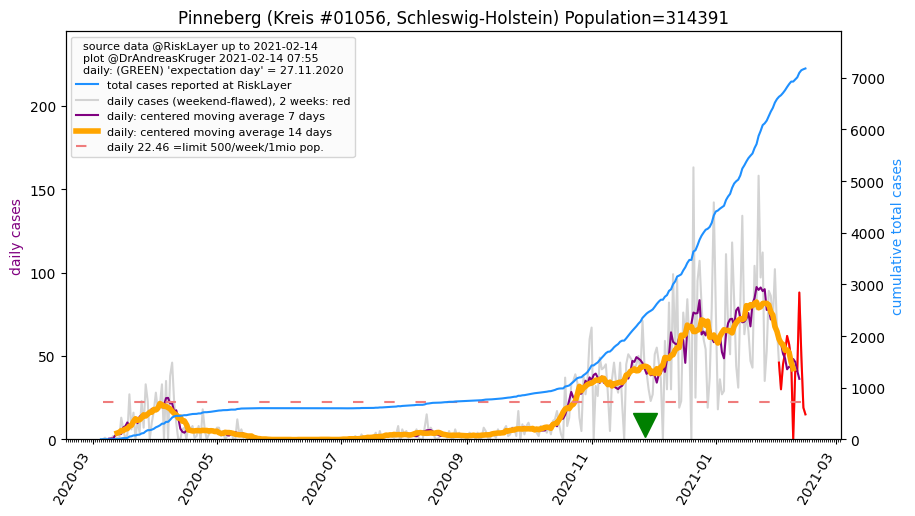 Pinneberg (Kreis #01056, Schleswig-Holstein) Population=314391
source data @RiskLayer up to 2021-02-14
plot @DrAndreasKruger 2021-02-14 07:55
daily: (GREEN) 'expectation day' = 27.11.2020
total cases reported at RiskLayer
daily cases (weekend-flawed), 2 weeks: red
daily: centered moving average 7 days
daily: centered moving average 14 days
daily 22.46 =limit 500/week/1mio pop.
daily cases
200
150
100
50
0
cumulative total cases
7000
6000
5000
4000
3000
2000
1000
0
2020-03
2020-05
2020-07
2020-09
2020-11
2021-01
2021-03